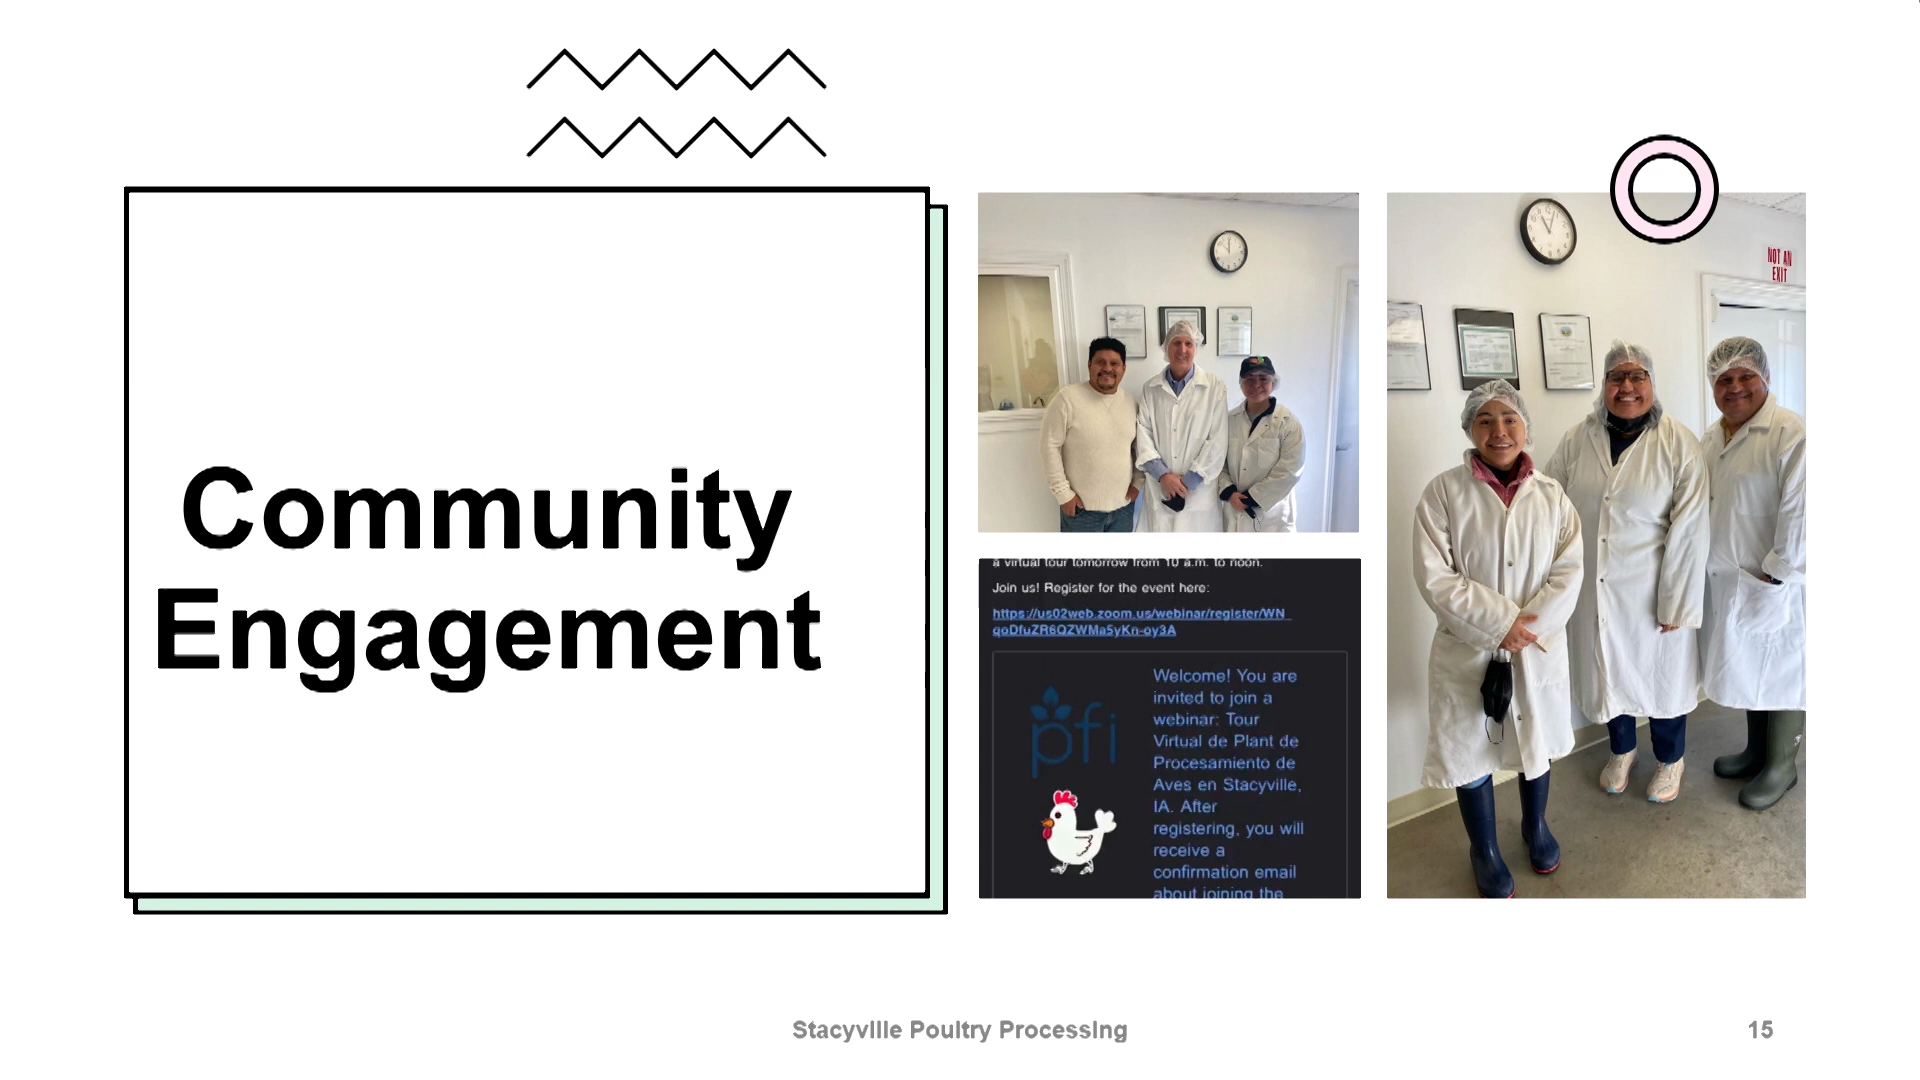 Community
Engagement
NOT AN
EXIT
a virtual tour tomorrow from 10 a.m. to noon.
Join us! Register for the event here:
https://us02web.zoom.us/webinar/register/WN_
qoDfuZR6QZWMa5yKn-oy3A
pfi
Welcome! You are
invited to join a
webinar: Tour
Virtual de Plant de
Procesamiento de
Aves en Stacyville,
IA. After
registering, you will
receive a
confirmation email
about joining the
Stacyville Poultry Processing
15